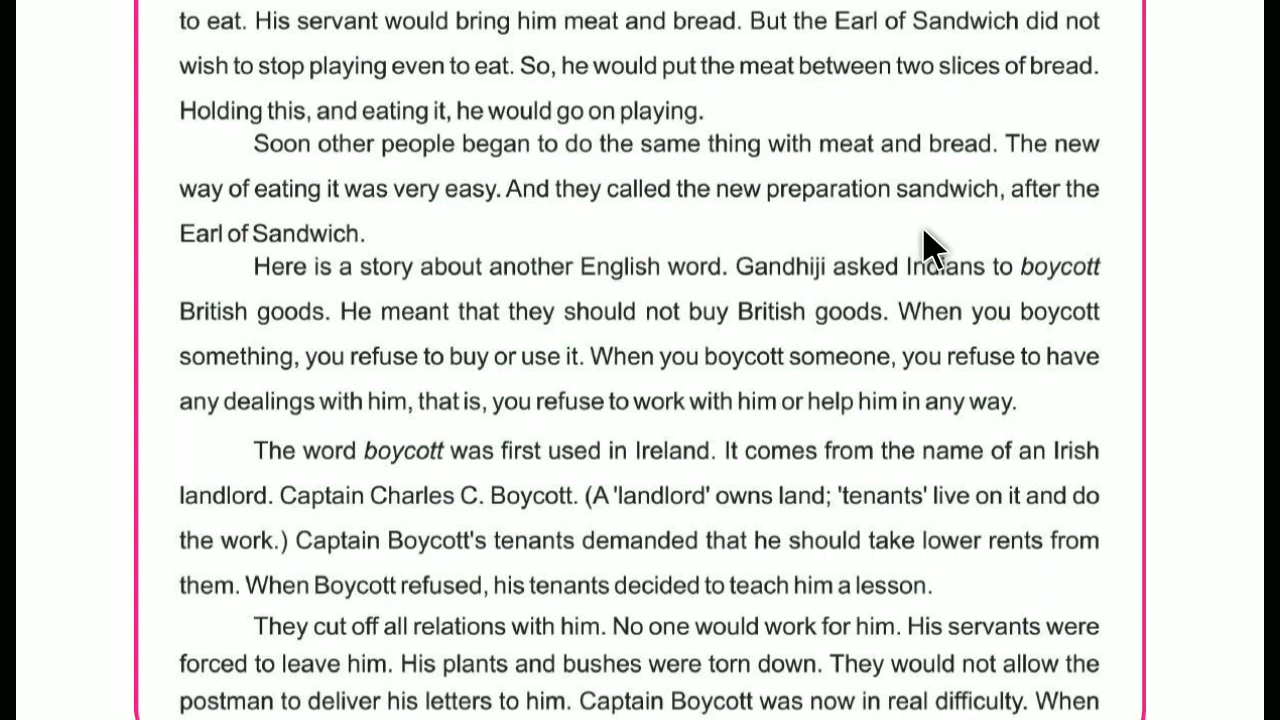 to eat. His servant would bring him meat and bread. But the Earl of Sandwich did not
wish to stop playing even to eat. So, he would put the meat between two slices of bread.
Holding this, and eating it, he would go on playing.
Soon other people began to do the same thing with meat and bread. The new
way of eating it was very easy. And they called the new preparation sandwich, after the
Earl of Sandwich.
Here is a story about another English word. Gandhiji asked Indians to boycott
British goods. He meant that they should not buy British goods. When you boycott
something, you refuse to buy or use it. When you boycott someone, you refuse to have
any dealings with him, that is, you refuse to work with him or help him in any way.
The word boycott was first used in Ireland. It comes from the name of an Irish
landlord. Captain Charles C. Boycott. (A 'landlord' owns land; 'tenants' live on it and do
the work.) Captain Boycott's tenants demanded that he should take lower rents from
them. When Boycott refused, his tenants decided to teach him a lesson.
They cut off all relations with him. No one would work for him. His servants were
forced to leave him. His plants and bushes were torn down. They would not allow the
postman to deliver his letters to him. Captain Boycott was now in real difficulty. When